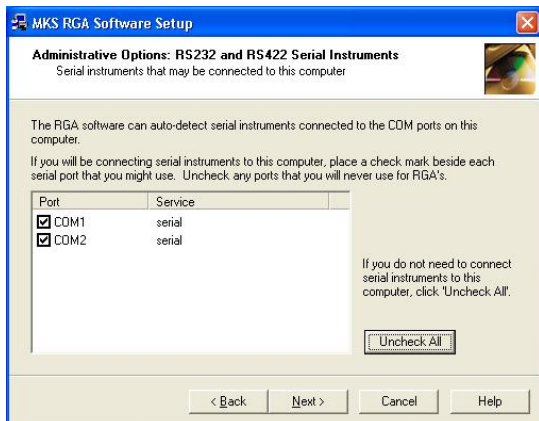 MKS RGA Software Setup
Administrative Options: RS232 and RS422 Serial Instruments
Serial instruments that may be connected to this computer
The RGA software can auto-detect serial instruments connected to the COM ports on this
computer.
If you will be connecting serial instruments to this computer, place a check mark beside each
serial port that you might use. Uncheck any ports that you will never use for RGA's.
Port Service
COM1 serial
COM2 serial
If you do not need to connect
serial instruments to this
computer, click 'Uncheck All'.
Uncheck All
< Back Next > Cancel Help